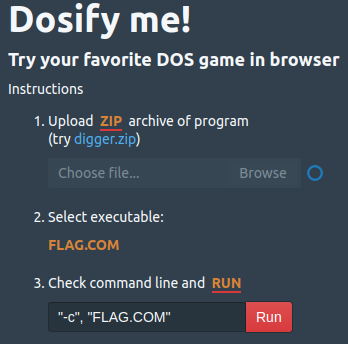 Dosify me!
Try your favorite DOS game in browser
Instructions
1. Upload ZIP archive of program
(try digger.zip)
Choose file... Browse
2. Select executable:
FLAG.COM
3. Check command line and RUN
"-c", "FLAG.COM" Run